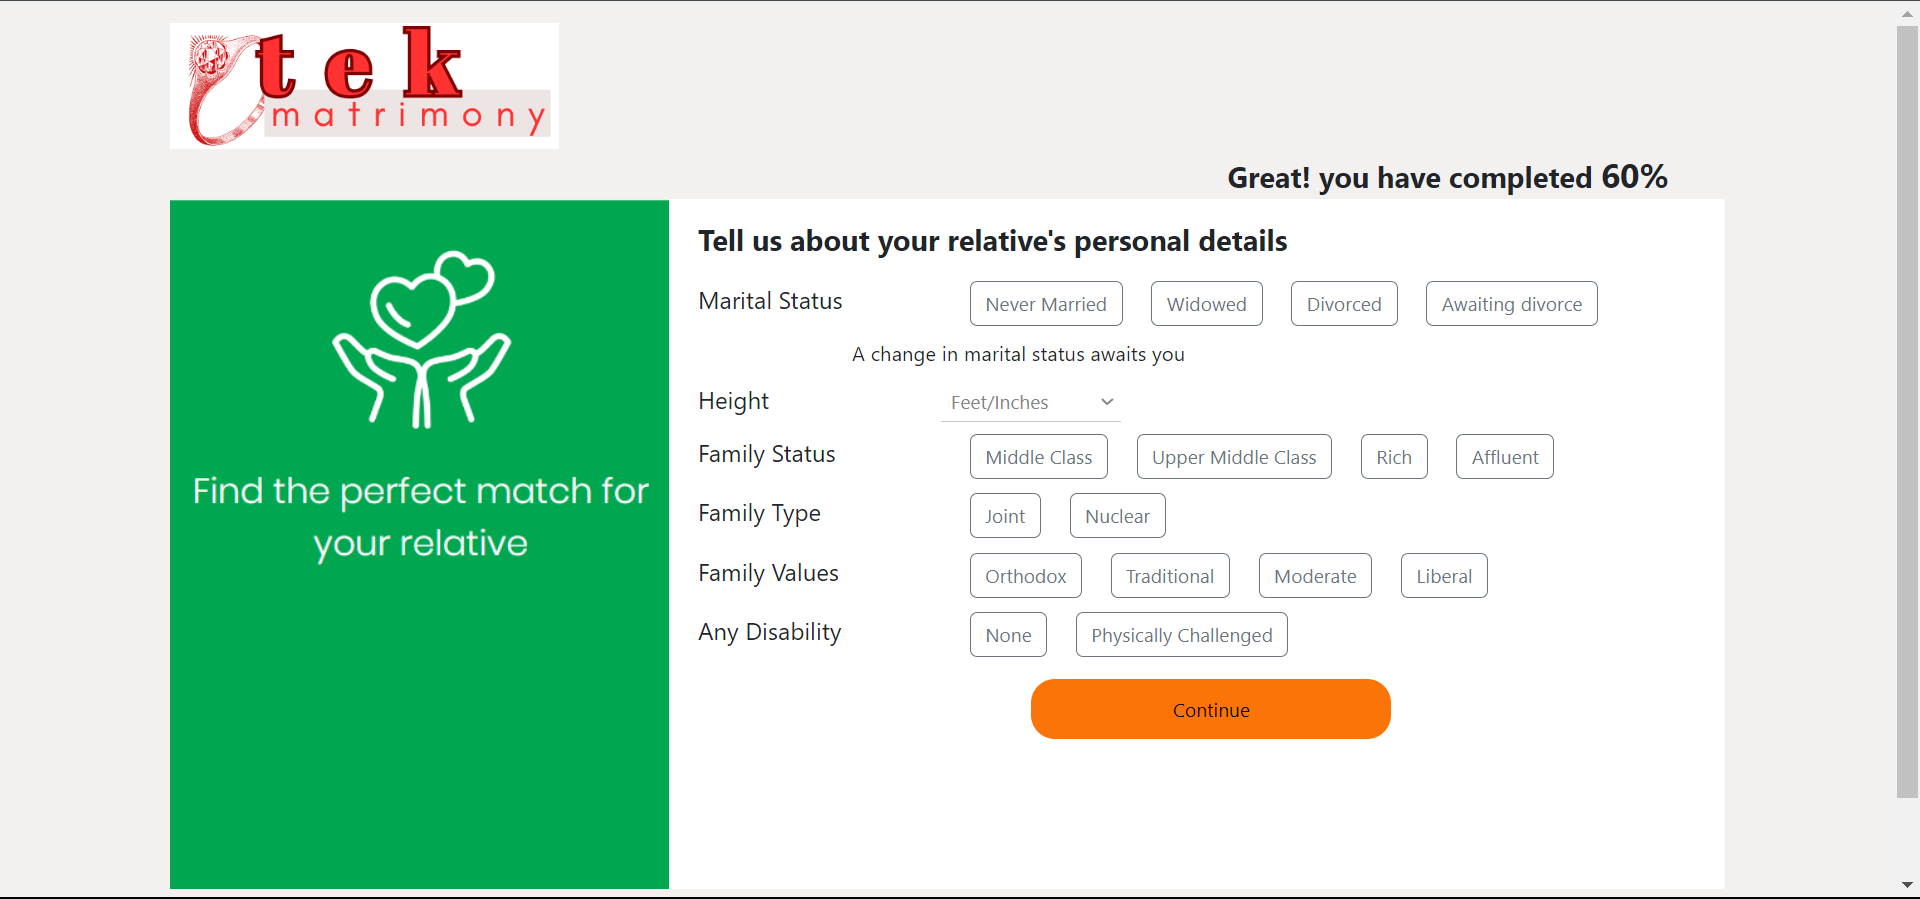 tek
matrimony
Great! you have completed 60%
Find the perfect match for
your relative
Tell us about your relative's personal details
Marital Status Never Married Widowed Divorced Awaiting divorce
A change in marital status awaits you
Height Feet/Inches
Family Status Middle Class Upper Middle Class Rich Affluent
Family Type Joint Nuclear
Family Values Orthodox Traditional Moderate Liberal
Any Disability None Physically Challenged
Continue